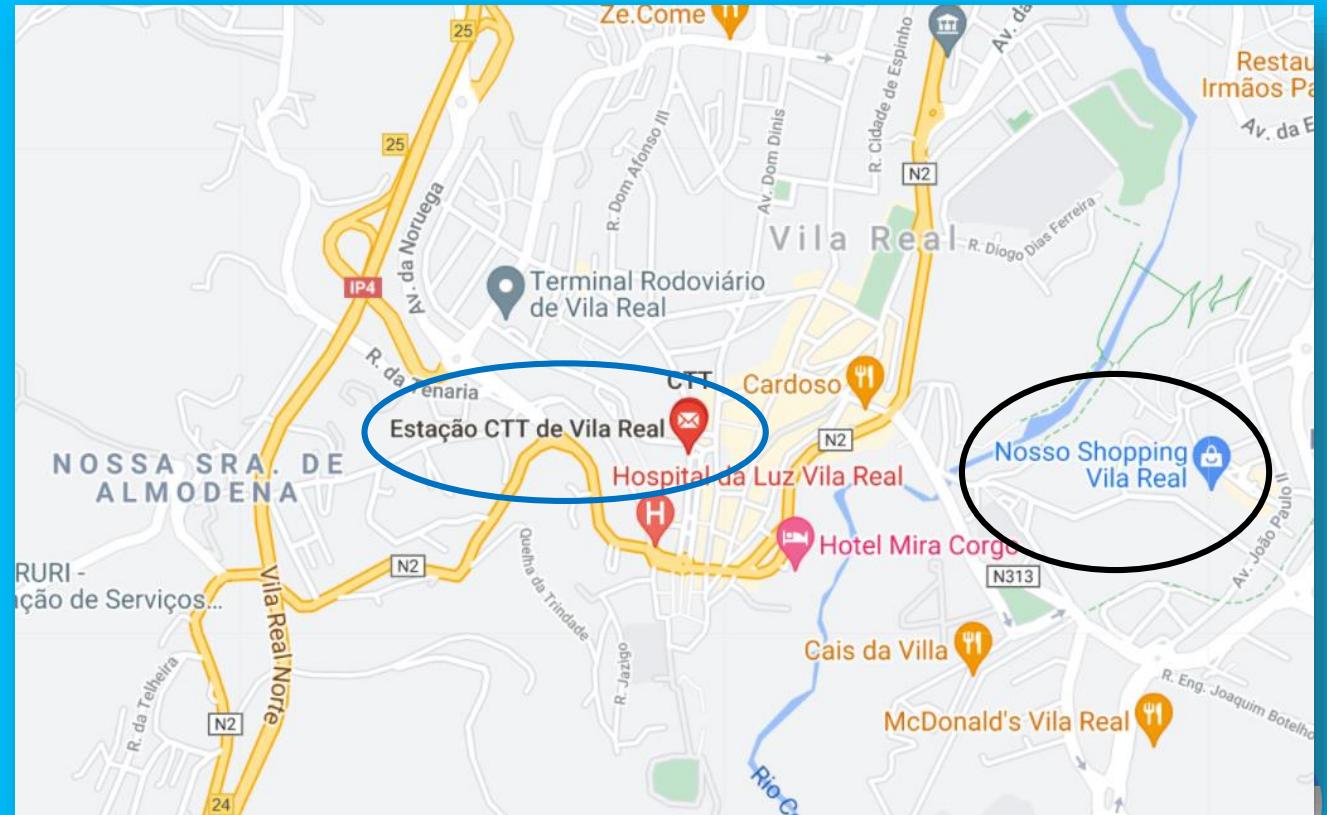 Ze.Come
25
Av. da
Restau
Irmãos Pa
Av. da E
R. Cidade de Espinho
25
R. Dom Afonso III
Av. Dom Dinis
N2
Av. da Noruega
Vila Real
R. Diogo Dias Ferreira
Terminal Rodoviário
de Vila Real
IP4
R. da Tenaria
CTT
Cardoso
Estação CTT de Vila Real
N2
Nosso Shopping
Vila Real
NOSSA SRA. DE
ALMODENA
Hospital da Luz Vila Real
H
Av. João Paulo II
Hotel Mira Corgo
N2
Quelha da Trindade
N313
RURI -
ação de Serviços...
Vila Real Norte
Cais da Villa
R. Jazigo
R. da Telheira
R. Eng. Joaquim Botelho
N2
McDonald's Vila Real
Rio C
24